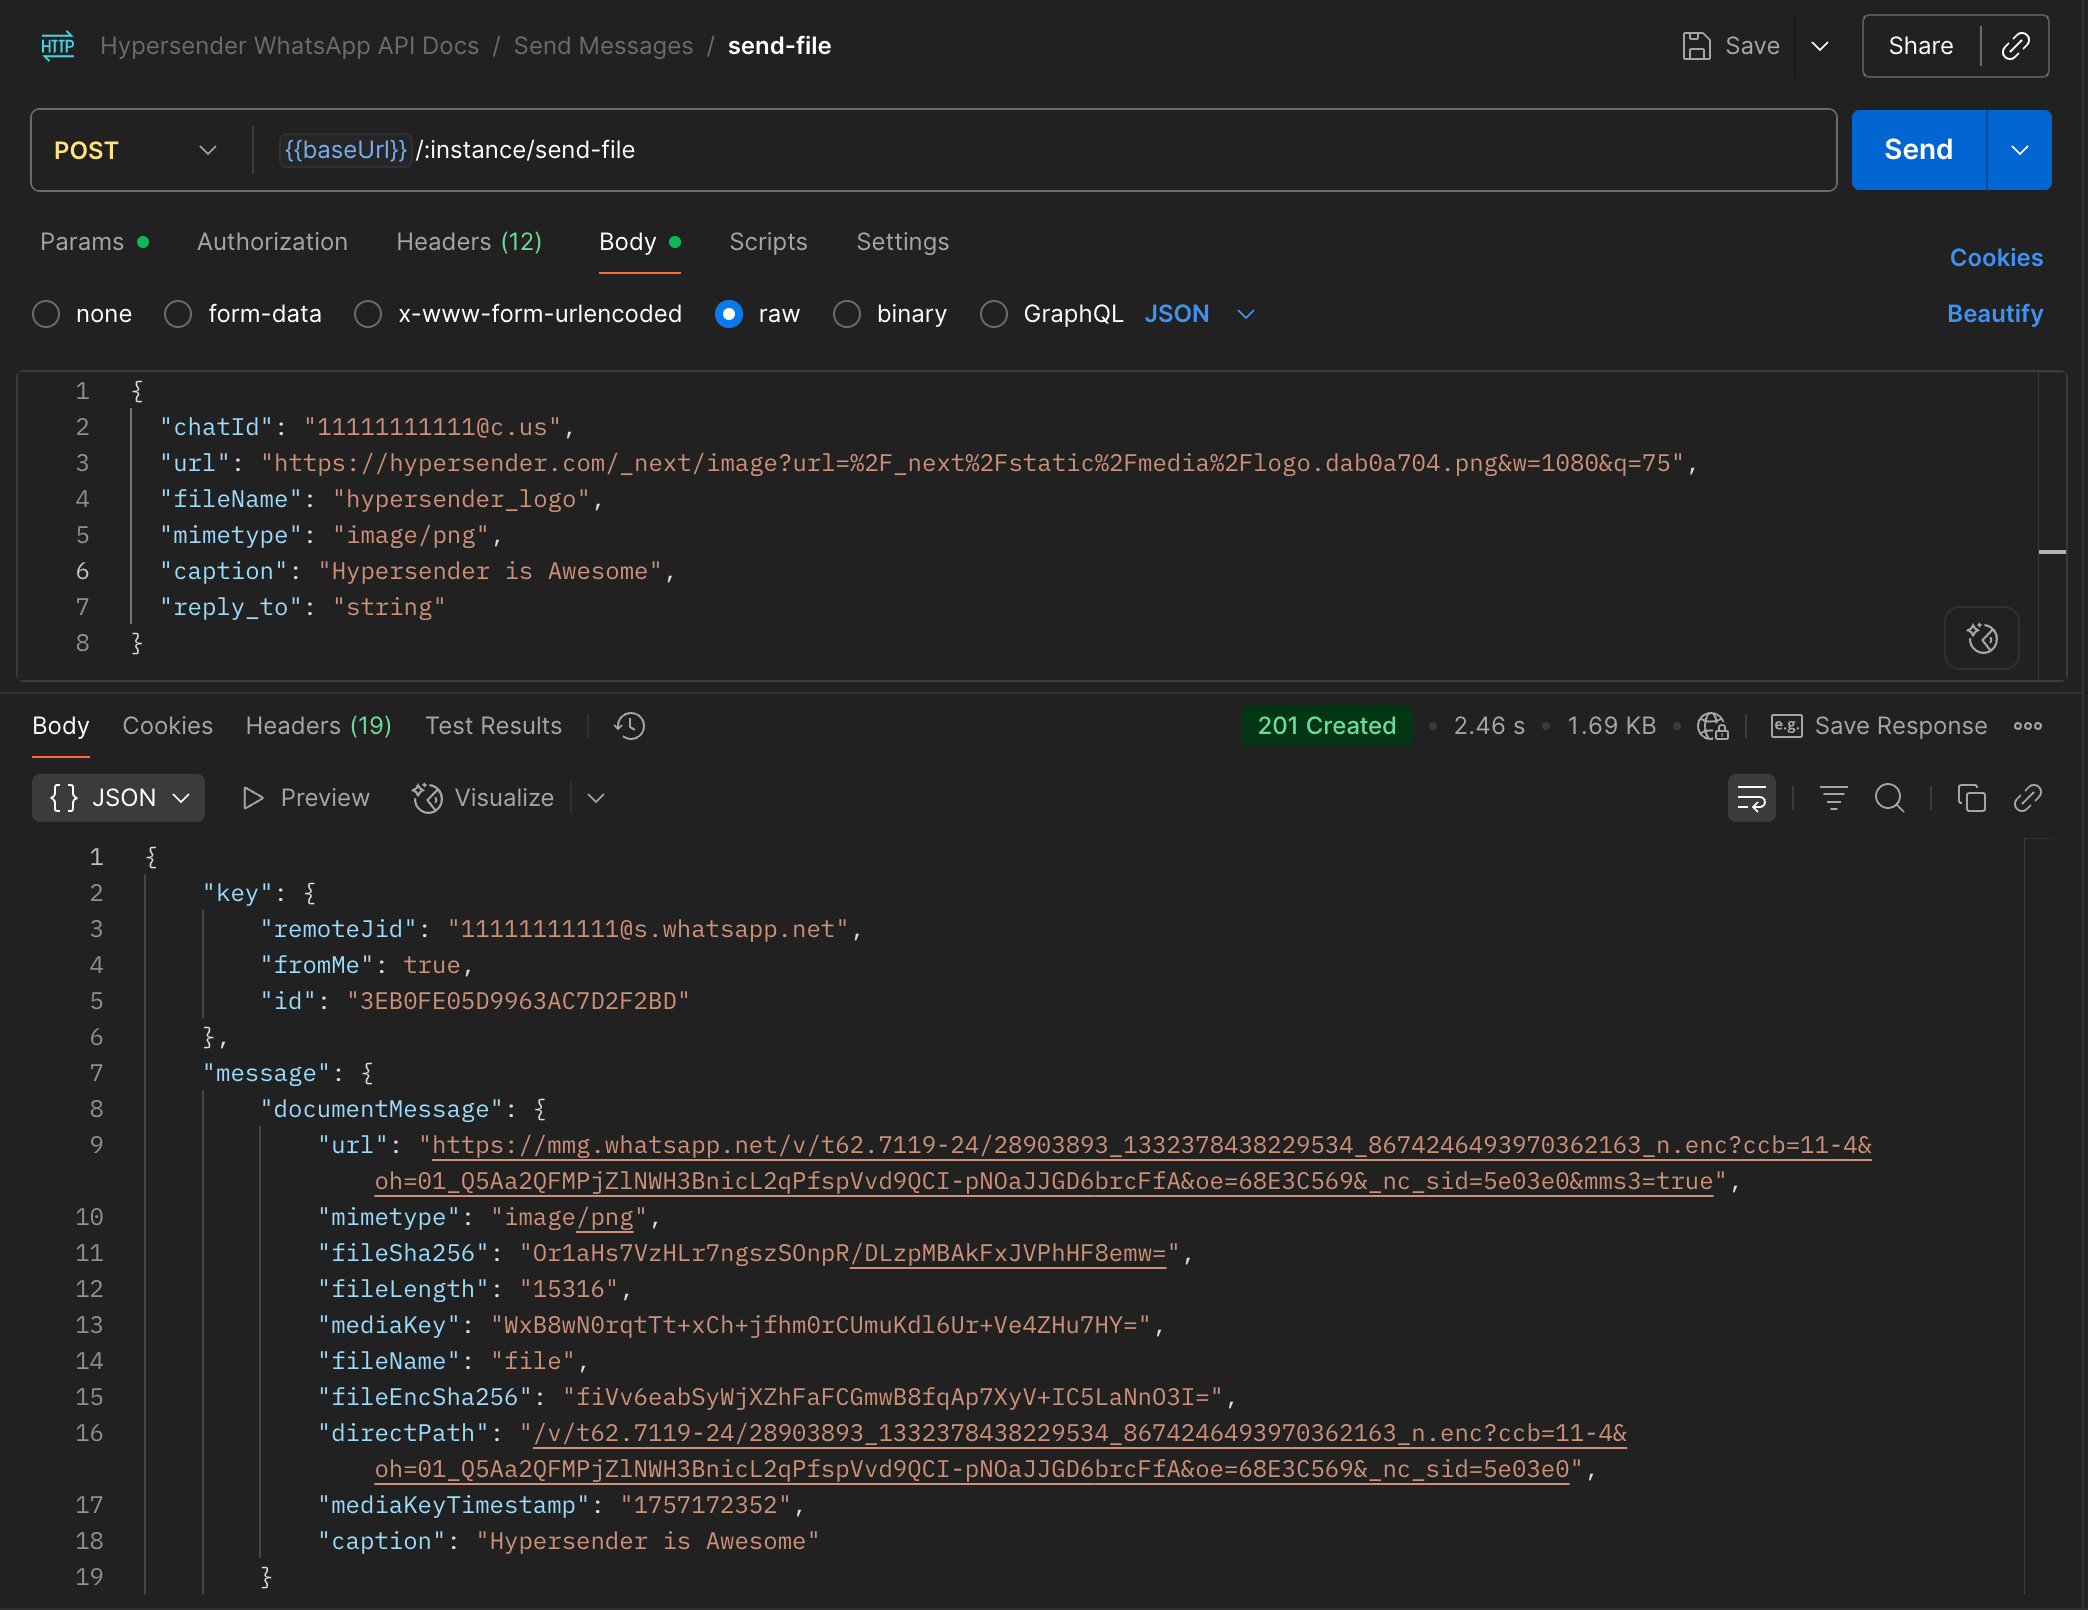 HTTP Hypersender WhatsApp API Docs / Send Messages / send-file Save Share
POST {{baseUrl}}/:instance/send-file Send
Params Authorization Headers (12) Body Scripts Settings Cookies
none form-data x-www-form-urlencoded raw binary GraphQL JSON Beautify
1 {
2 "chatId": "11111111111@c.us",
3 "url": "https://hypersender.com/_next/image?url=%2F_next%2Fstatic%2Fmedia%2Flogo.dab0a704.png&w=1080&q=75",
4 "fileName": "hypersender_logo",
5 "mimetype": "image/png",
6 "caption": "Hypersender is Awesome",
7 "reply_to": "string"
8 }
Body Cookies Headers (19) Test Results 201 Created • 2.46 s • 1.69 KB • e.g. Save Response
{} JSON Preview Visualize
1 {
2 "key": {
3 "remoteJid": "11111111111@s.whatsapp.net",
4 "fromMe": true,
5 "id": "3EB0FE05D9963AC7D2F2BD"
6 },
7 "message": {
8 "documentMessage": {
9 "url": "https://mmg.whatsapp.net/v/t62.7119-24/28903893_1332378438229534_8674246493970362163_n.enc?ccb=11-4&
oh=01_Q5Aa2QFMPjZlNWH3BnicL2qPfspVvd9QCI-pNOaJJGD6brcFfA&oe=68E3C569&_nc_sid=5e03e0&mms3=true",
10 "mimetype": "image/png",
11 "fileSha256": "Or1aHs7VzHLr7ngszSOnpR/DLzpMBAkFxJVPhHF8emw=",
12 "fileLength": "15316",
13 "mediaKey": "WxB8wN0rqtTt+xCh+jfhm0rCUmuKdl6Ur+Ve4ZHu7HY=",
14 "fileName": "file",
15 "fileEncSha256": "fiVv6eabSyWjXZhFaFCGmwB8fqAp7XyV+IC5LaNnO3I=",
16 "directPath": "/v/t62.7119-24/28903893_1332378438229534_8674246493970362163_n.enc?ccb=11-4&
oh=01_Q5Aa2QFMPjZlNWH3BnicL2qPfspVvd9QCI-pNOaJJGD6brcFfA&oe=68E3C569&_nc_sid=5e03e0",
17 "mediaKeyTimestamp": "1757172352",
18 "caption": "Hypersender is Awesome"
19 }